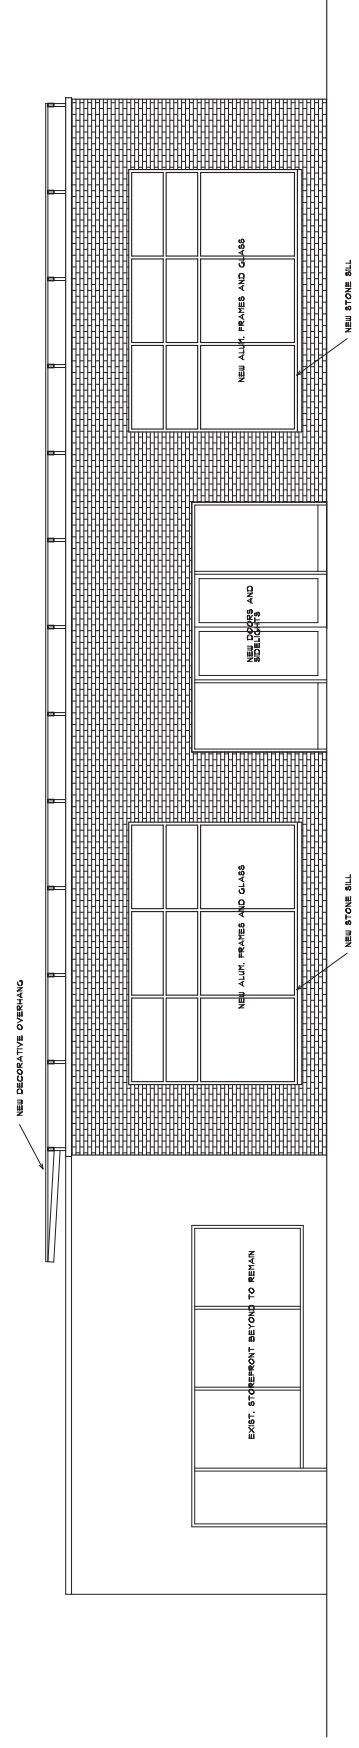 NEW DECORATIVE OVERHANG
EXIST. STOREFRONT BEYOND TO REMAIN
NEW ALUM. FRAMES AND GLASS
NEW STONE SILL
NEW DOORS AND
SIDELIGHTS
NEW ALUM. FRAMES AND GLASS
NEW STONE SILL